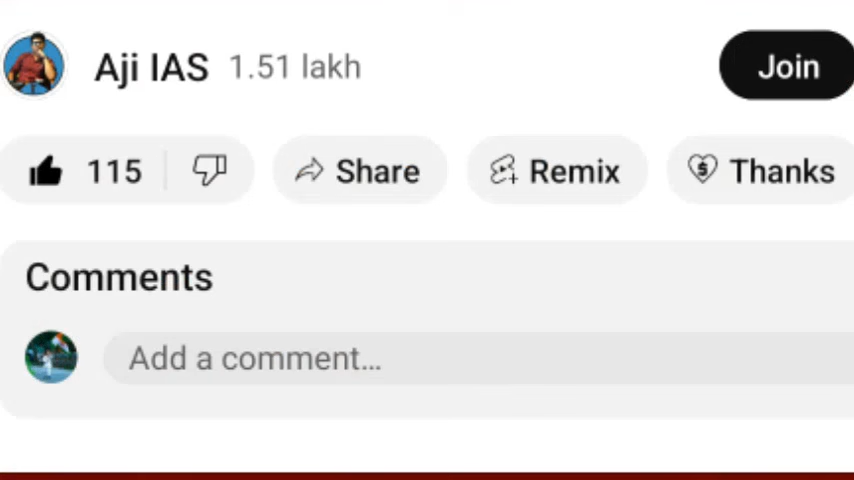 Aji IAS 1.51 lakh Join
115 Share Remix Thanks
Comments
Add a comment...